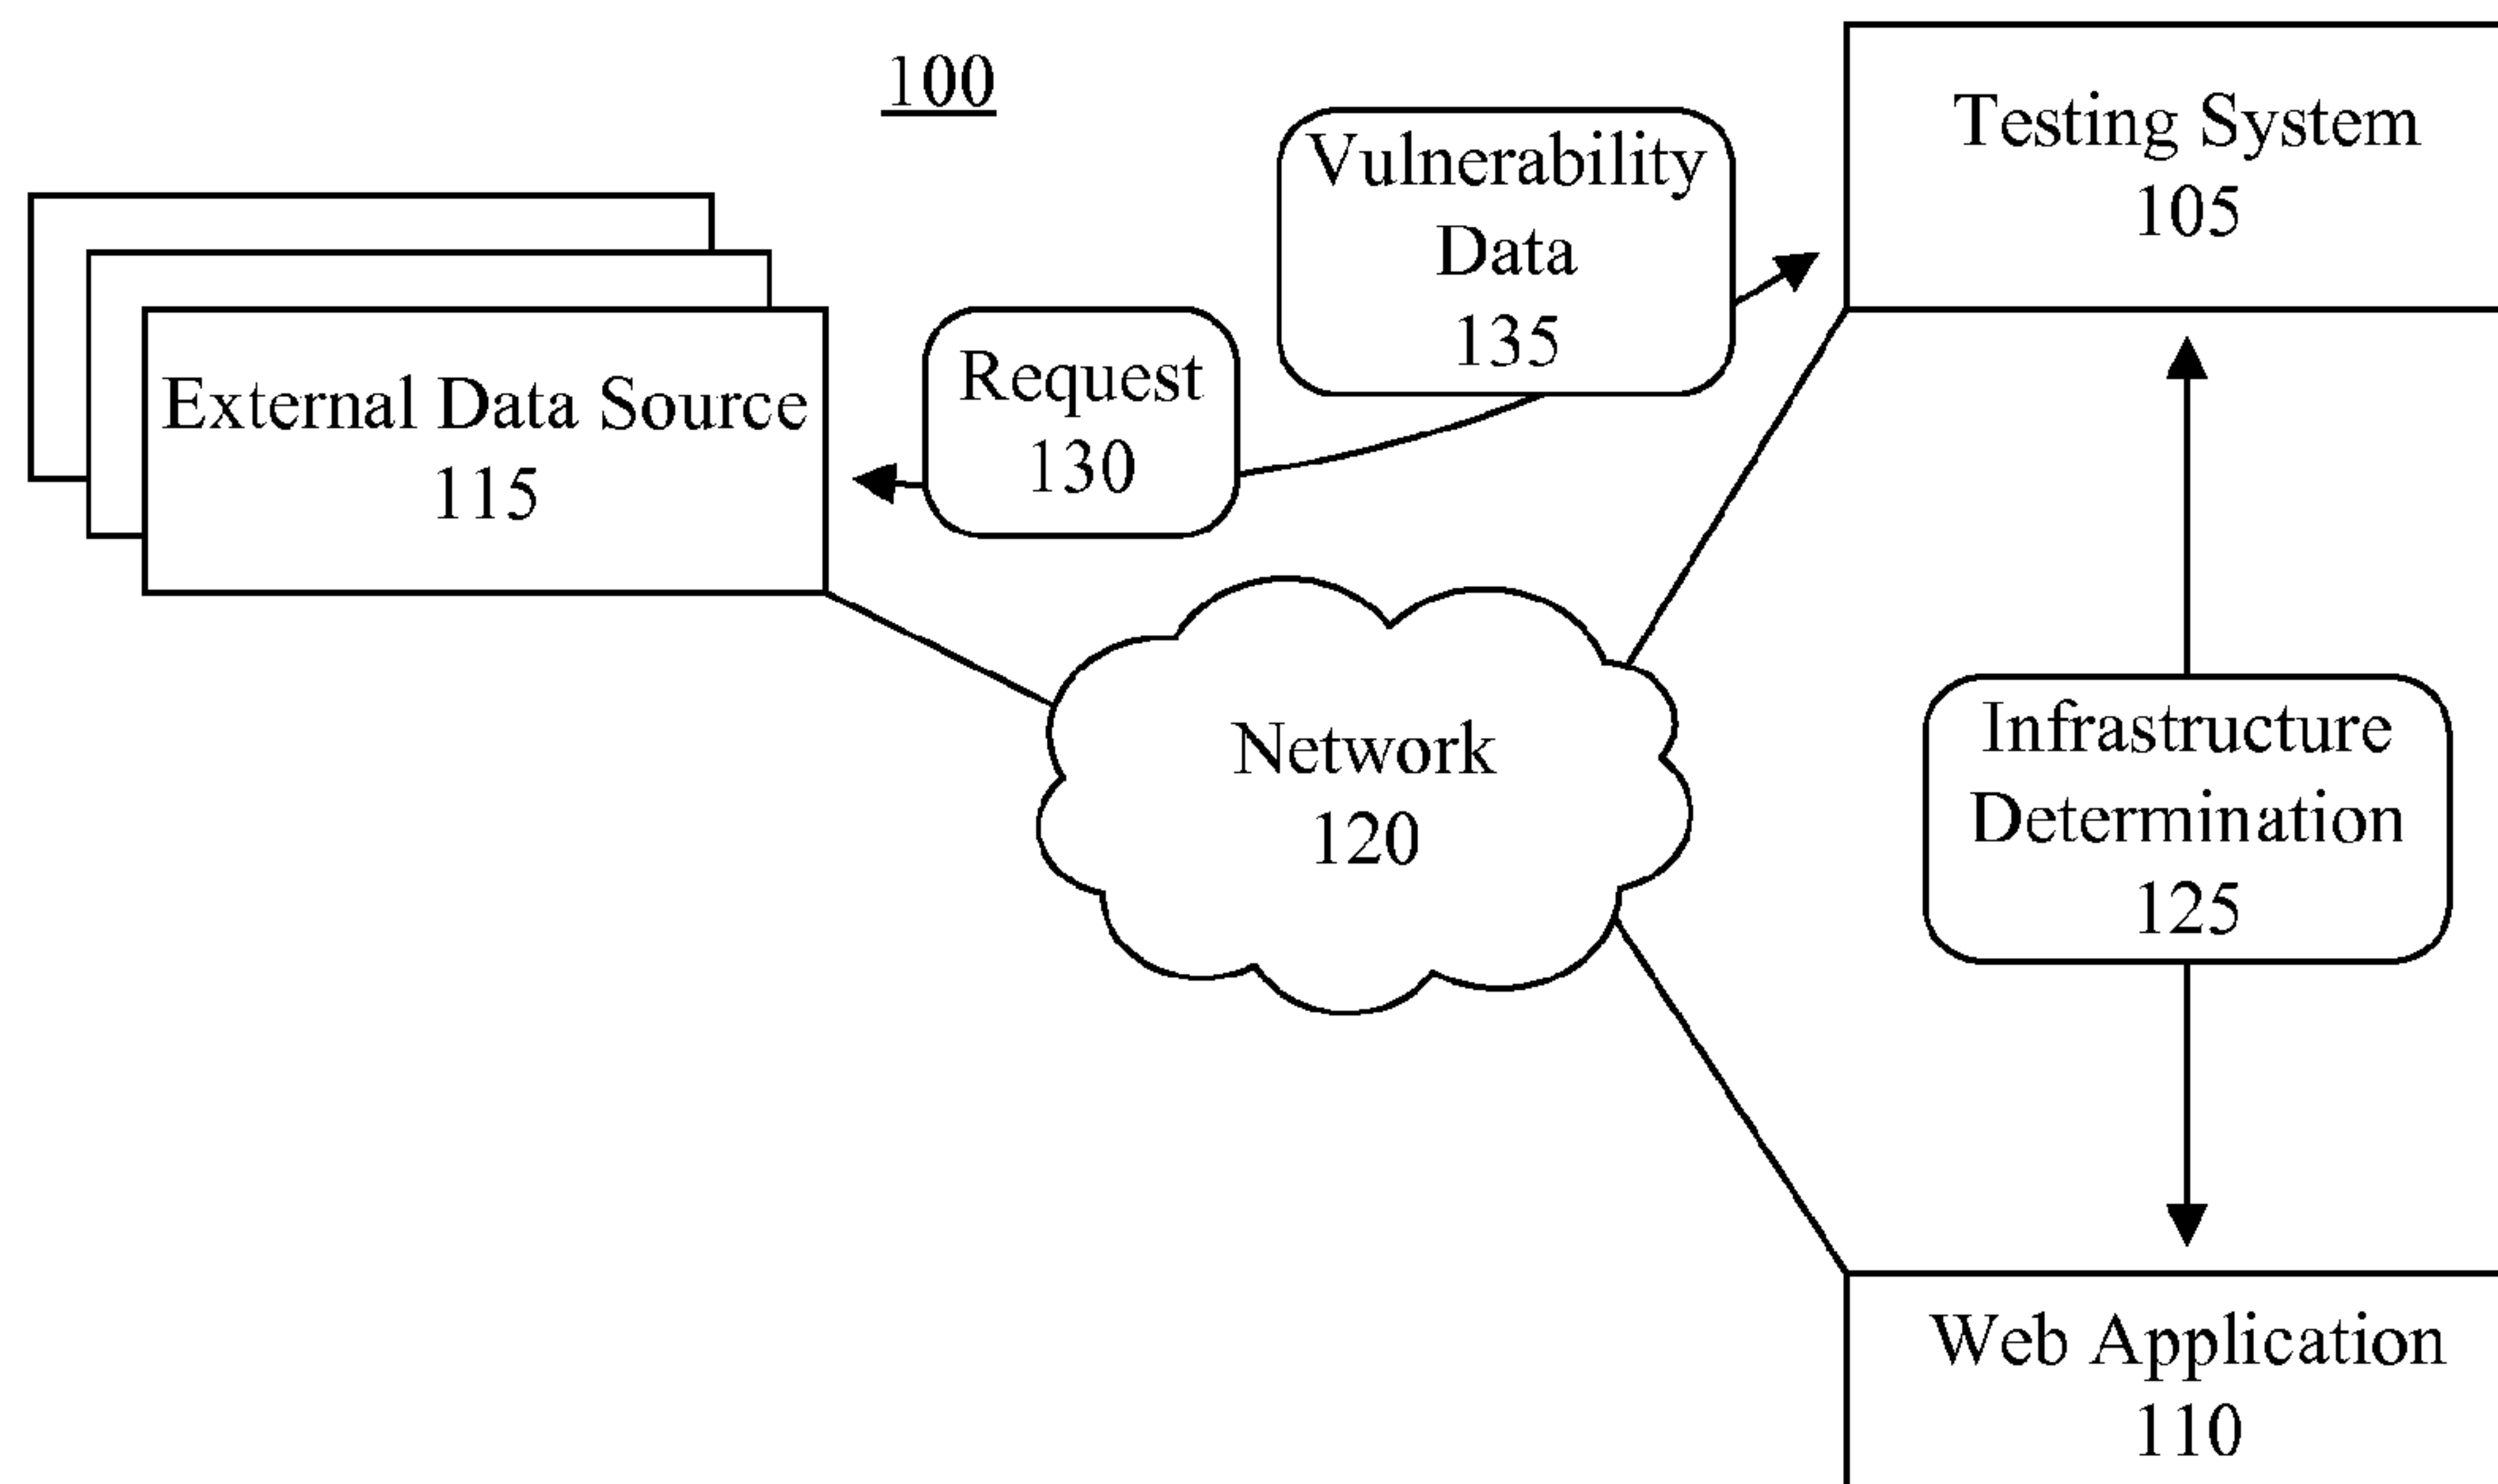 100
Testing System
105
Vulnerability
Data
135
Request
130
External Data Source
115
Network
120
Infrastructure
Determination
125
Web Application
110